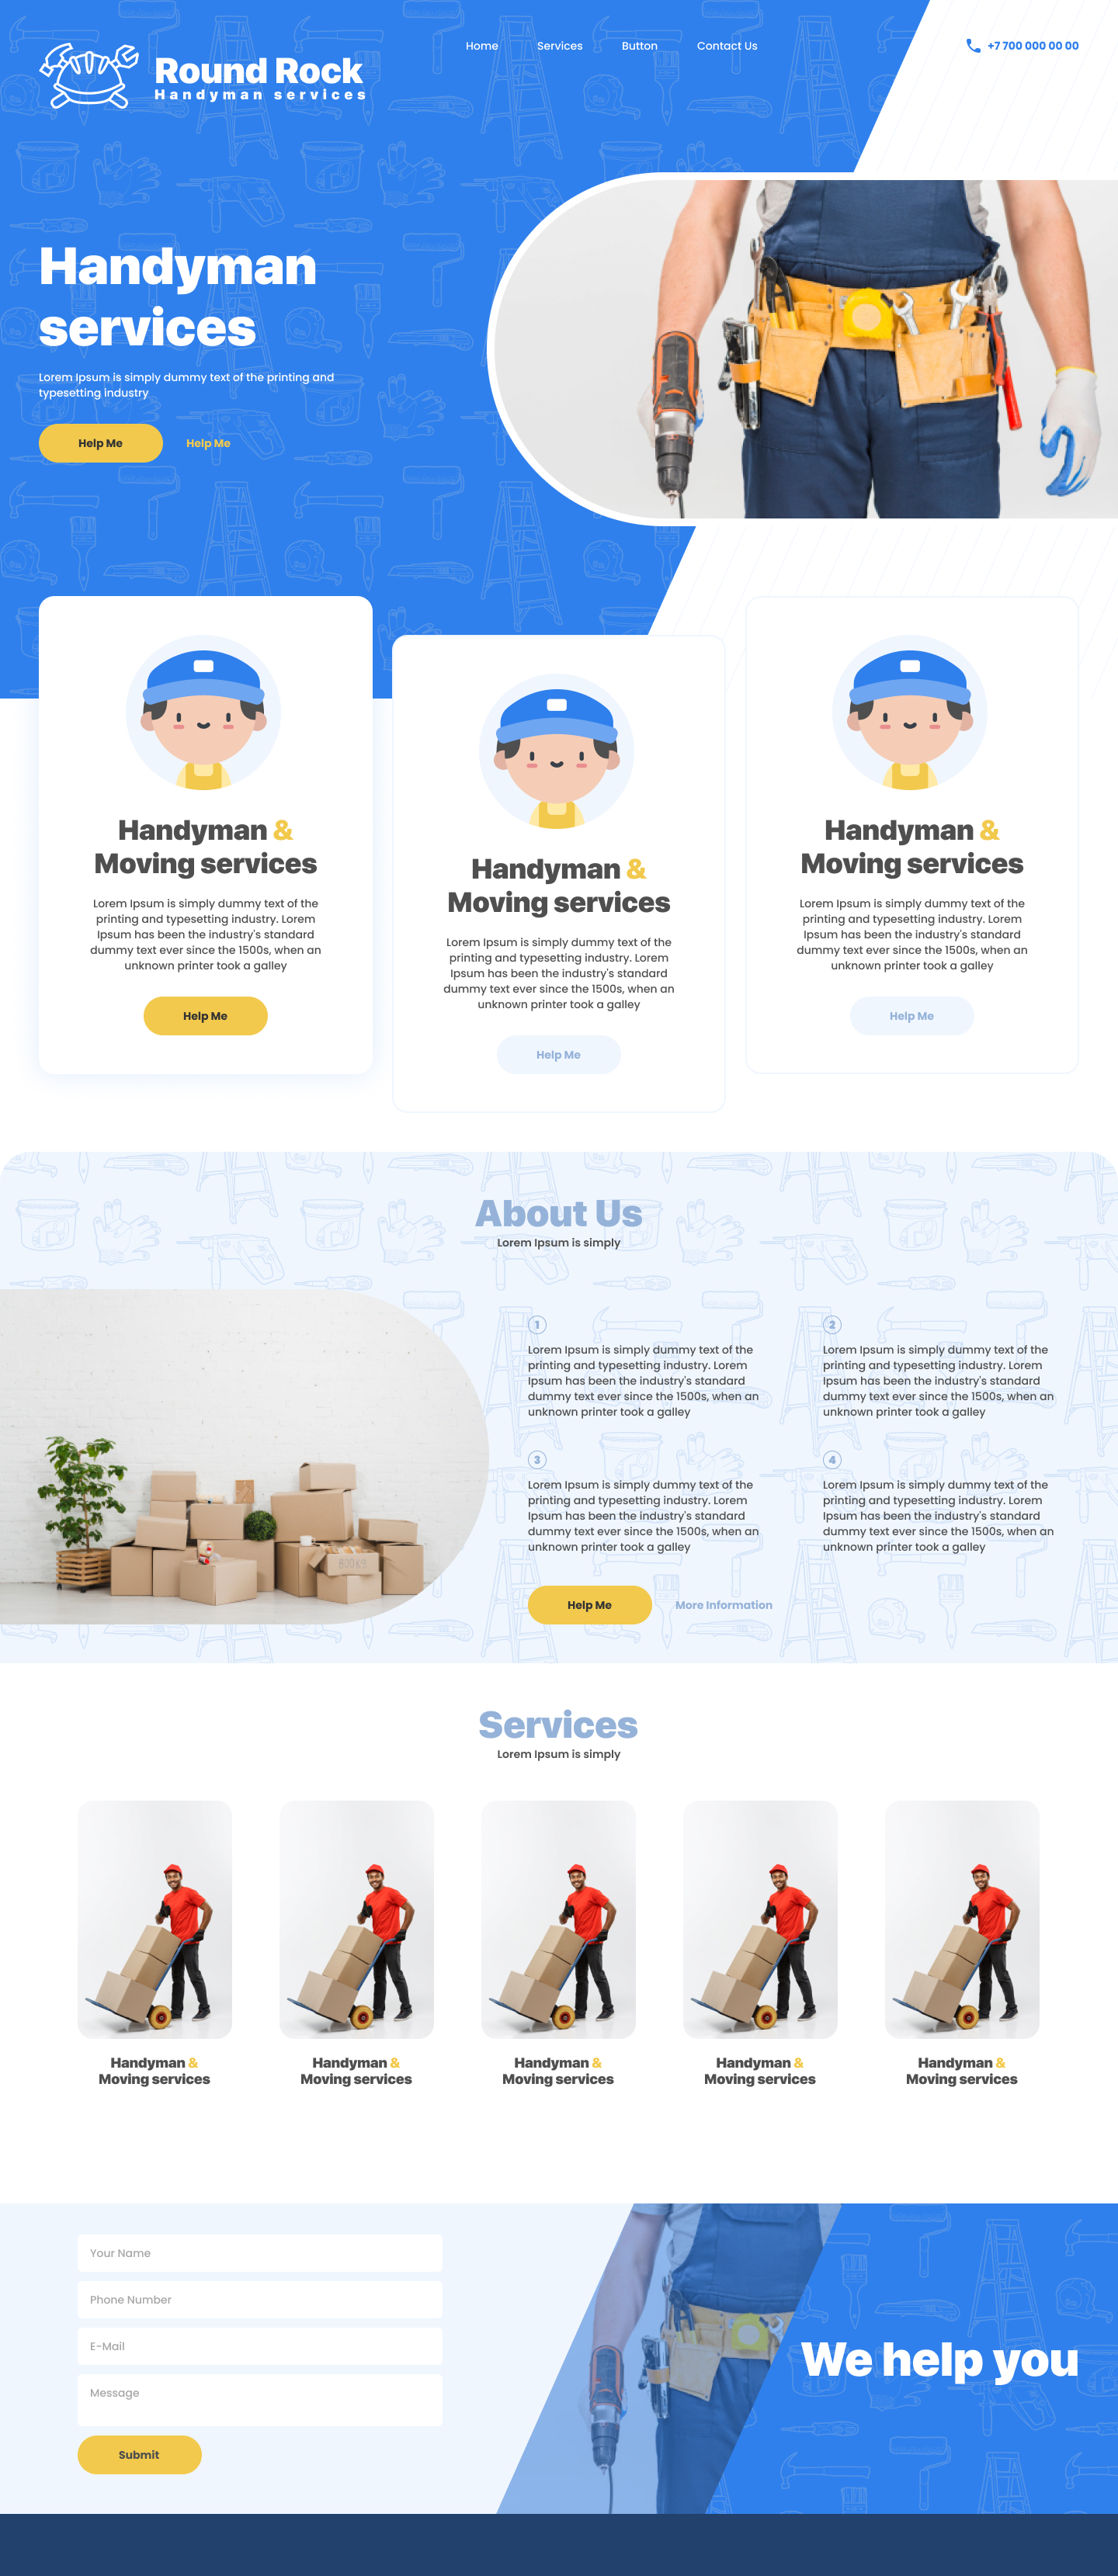 Home Services Button Contact Us +7 700 000 00 00
Round Rock
Handyman services
Handyman
services
Lorem Ipsum is simply dummy text of the printing and
typesetting industry
Help Me Help Me
Handyman &
Moving services
Lorem Ipsum is simply dummy text of the
printing and typesetting industry. Lorem
Ipsum has been the industry's standard
dummy text ever since the 1500s, when an
unknown printer took a galley
Help Me
Handyman &
Moving services
Lorem Ipsum is simply dummy text of the
printing and typesetting industry. Lorem
Ipsum has been the industry's standard
dummy text ever since the 1500s, when an
unknown printer took a galley
Help Me
Handyman &
Moving services
Lorem Ipsum is simply dummy text of the
printing and typesetting industry. Lorem
Ipsum has been the industry's standard
dummy text ever since the 1500s, when an
unknown printer took a galley
Help Me
About Us
Lorem Ipsum is simply
1
Lorem Ipsum is simply dummy text of the
printing and typesetting industry. Lorem
Ipsum has been the industry's standard
dummy text ever since the 1500s, when an
unknown printer took a galley
2
Lorem Ipsum is simply dummy text of the
printing and typesetting industry. Lorem
Ipsum has been the industry's standard
dummy text ever since the 1500s, when an
unknown printer took a galley
3
Lorem Ipsum is simply dummy text of the
printing and typesetting industry. Lorem
Ipsum has been the industry's standard
dummy text ever since the 1500s, when an
unknown printer took a galley
4
Lorem Ipsum is simply dummy text of the
printing and typesetting industry. Lorem
Ipsum has been the industry's standard
dummy text ever since the 1500s, when an
unknown printer took a galley
BOOKS
Help Me More Information
Services
Lorem Ipsum is simply
Handyman &
Moving services
Handyman &
Moving services
Handyman &
Moving services
Handyman &
Moving services
Handyman &
Moving services
Your Name
Phone Number
E-Mail
Message
Submit
We help you